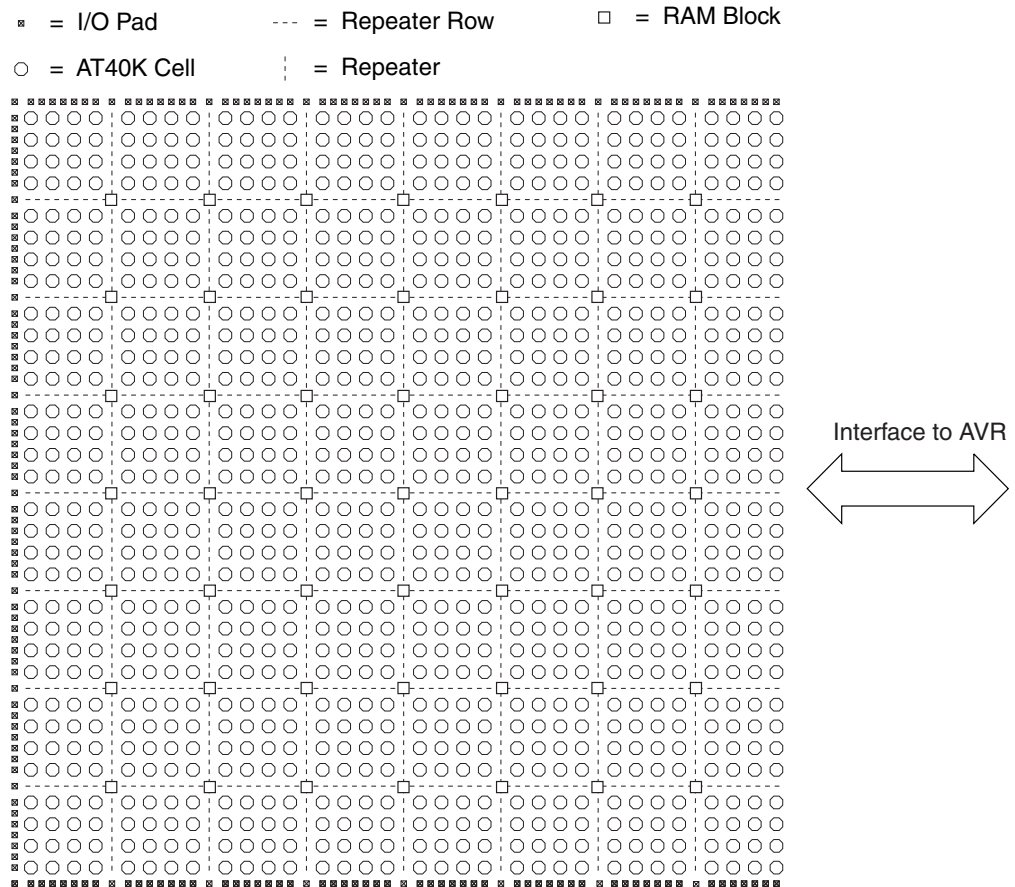 = I/O Pad
= Repeater Row
= RAM Block
= AT40K Cell
= Repeater
Interface to AVR